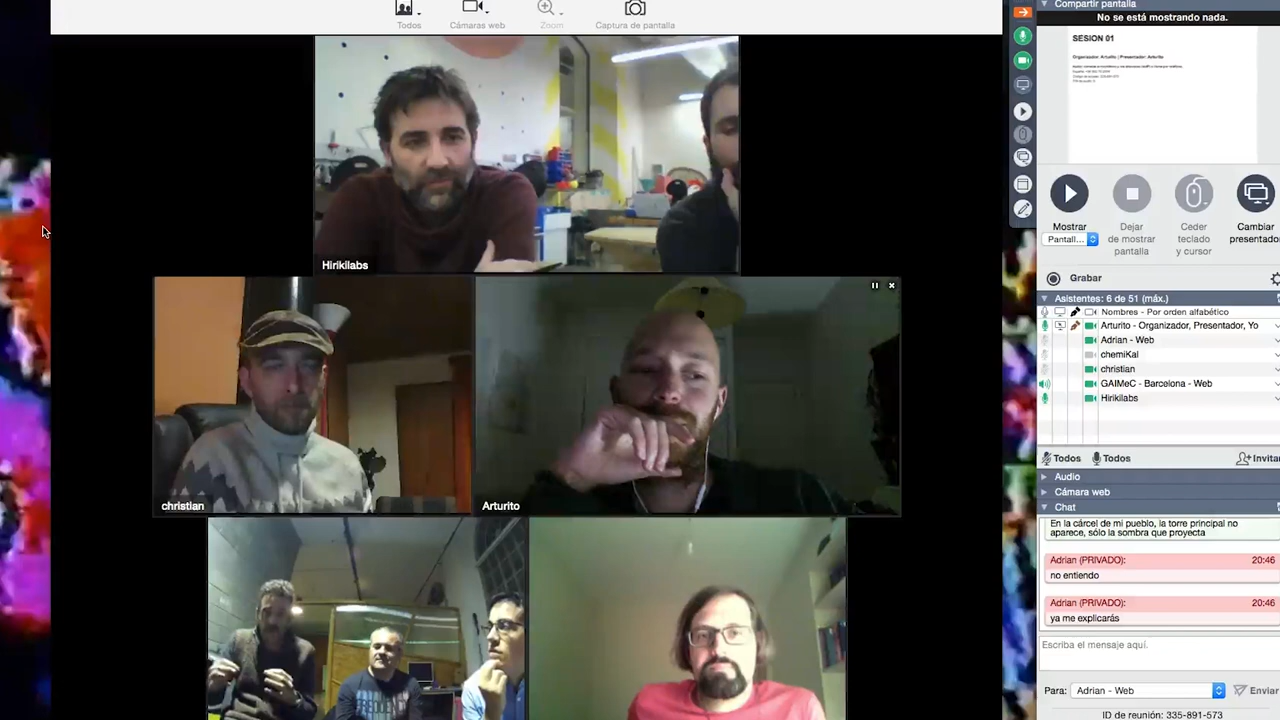 Todos
Cámaras web
Zoom
Captura de pantalla
Hirikilabs
christian
Arturito
Compartir pantalla
No se está mostrando nada.
SESION 01
Organizador: Arturito | Presentador: Arturito
Mostrar
Pantall...
Dejar
de mostrar
pantalla
Ceder
teclado
y cursor
Cambiar
presentado
Grabar
Asistentes: 6 de 51 (máx.)
Nombres - Por orden alfabético
Arturito - Organizador, Presentador, Yo
Adrian - Web
chemiKal
christian
GAIMeC - Barcelona - Web
Hirikilabs
Todos
Todos
Invitar
Audio
Cámara web
Chat
En la cárcel de mi pueblo, la torre principal no
aparece, sólo la sombra que proyecta
Adrian (PRIVADO): 20:46
no entiendo
Adrian (PRIVADO): 20:46
ya me explicarás
Escriba el mensaje aquí.
Para: Adrian - Web
Enviar
ID de reunión: 335-891-573